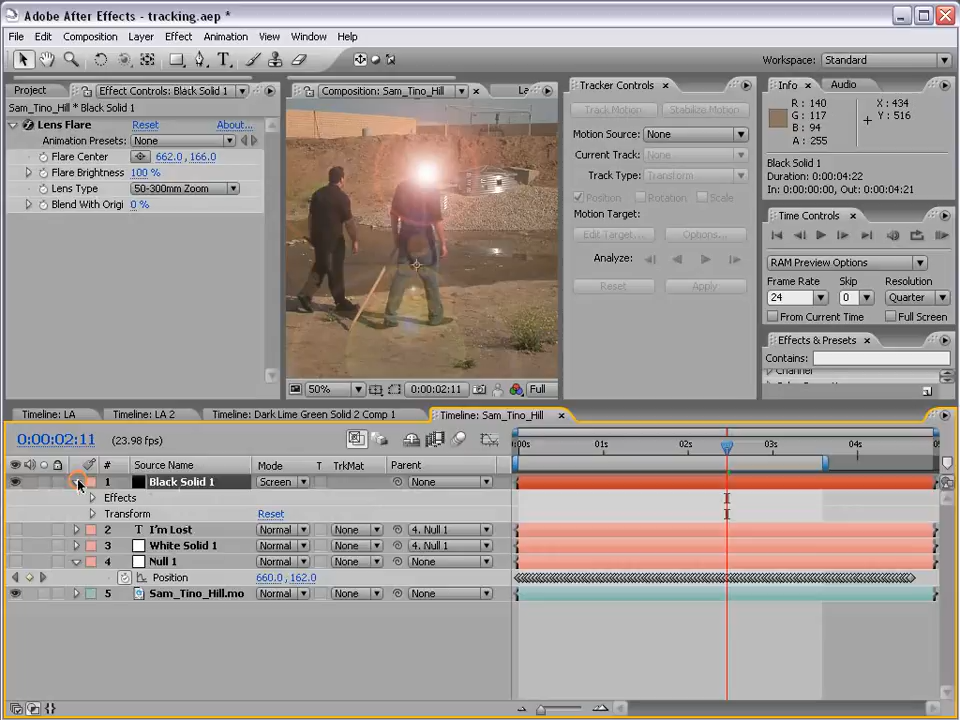 Adobe After Effects - tracking.aep *
File Edit Composition Layer Effect Animation View Window Help
Workspace: Standard
Project Effect Controls: Black Solid 1
Sam_Tino_Hill * Black Solid 1
Lens Flare Reset About...
Animation Presets: None
Flare Center 662.0, 166.0
Flare Brightness 100 %
Lens Type 50-300mm Zoom
Blend With Origi 0 %
Composition: Sam_Tino_Hill La
50% 0:00:02:11 Full
Tracker Controls
Track Motion Stabilize Motion
Motion Source: None
Current Track: None
Track Type: Transform
Position Rotation Scale
Motion Target:
Edit Target... Options...
Analyze:
Reset Apply
Info Audio
R: 140 X: 434
G: 117 Y: 516
B: 94
A: 255
Black Solid 1
Duration: 0:00:04:22
In: 0:00:00:00, Out: 0:00:04:21
Time Controls
RAM Preview Options
Frame Rate Skip Resolution
24 0 Quarter
From Current Time Full Screen
Effects & Presets
Contains:
Channel
Timeline: LA Timeline: LA 2 Timeline: Dark Lime Green Solid 2 Comp 1 Timeline: Sam_Tino_Hill
0:00:02:11 (23.98 fps)
:00s 01s 02s 03s 04s 05
# Source Name Mode T TrkMat Parent
1 Black Solid 1 Screen None
Effects
Transform Reset
2 T I'm Lost Normal None 4. Null 1
3 White Solid 1 Normal None 4. Null 1
4 Null 1 Normal None None
Position 660.0, 162.0
5 Sam_Tino_Hill.mo Normal None None